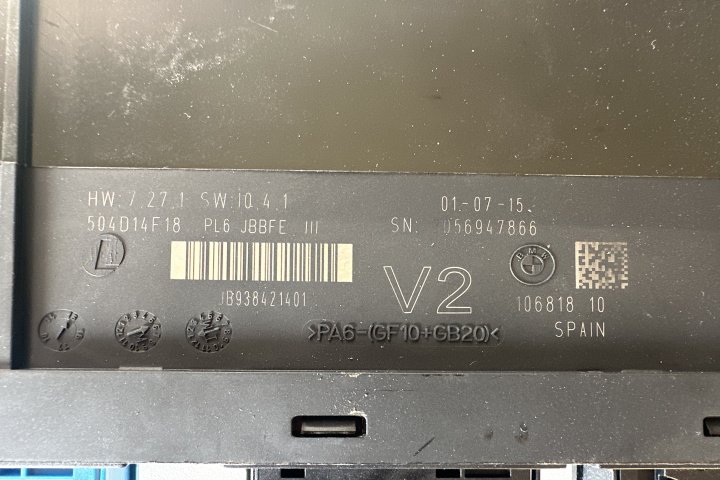 HW:7.27.1 SW:10.4.1 01-07-15.
504D14F18 PL6 JBBFE III SN: 056947866
BMW
JB938421401
V2
106818 10
>PA6-(GF10+GB20)<
SPAIN